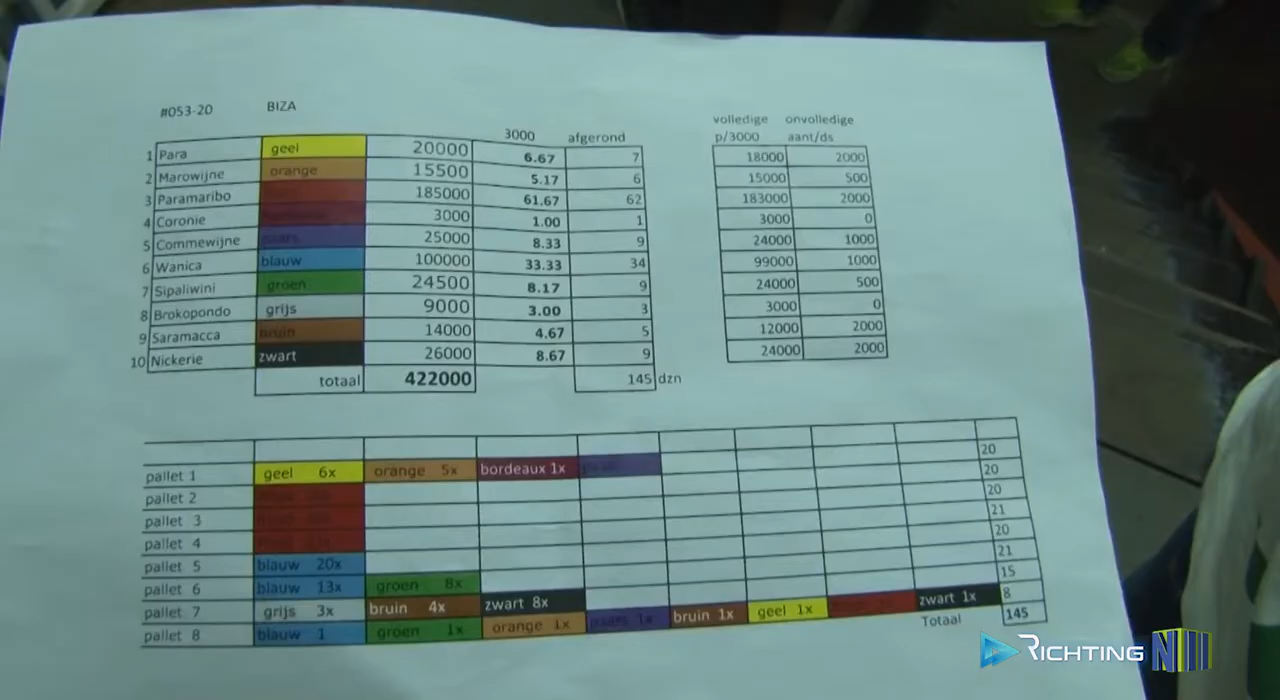 #053-20 BIZA
3000 afgerond
volledige onvolledige
p/3000 aant/ds
1 Para geel 20000 6.67 7 18000 2000
2 Marowijne orange 15500 5.17 6 15000 500
3 Paramaribo 185000 61.67 62 183000 2000
4 Coronie 3000 1.00 1 3000 0
5 Commewijne paars 25000 8.33 9 24000 1000
6 Wanica blauw 100000 33.33 34 99000 1000
7 Sipaliwini groen 24500 8.17 9 24000 500
8 Brokopondo grijs 9000 3.00 3 3000 0
9 Saramacca bruin 14000 4.67 5 12000 2000
10 Nickerie zwart 26000 8.67 9 24000 2000
totaal 422000 145 dzn
pallet 1 geel 6x orange 5x bordeaux 1x 20
pallet 2 20
pallet 3 20
pallet 4 21
pallet 5 blauw 20x 20
pallet 6 blauw 13x groen 8x 21
pallet 7 grijs 3x bruin 4x zwart 8x 15
pallet 8 blauw 1 groen 1x orange 1x paars 1x bruin 1x geel 1x zwart 1x 8
Totaal 145
RICHTING N